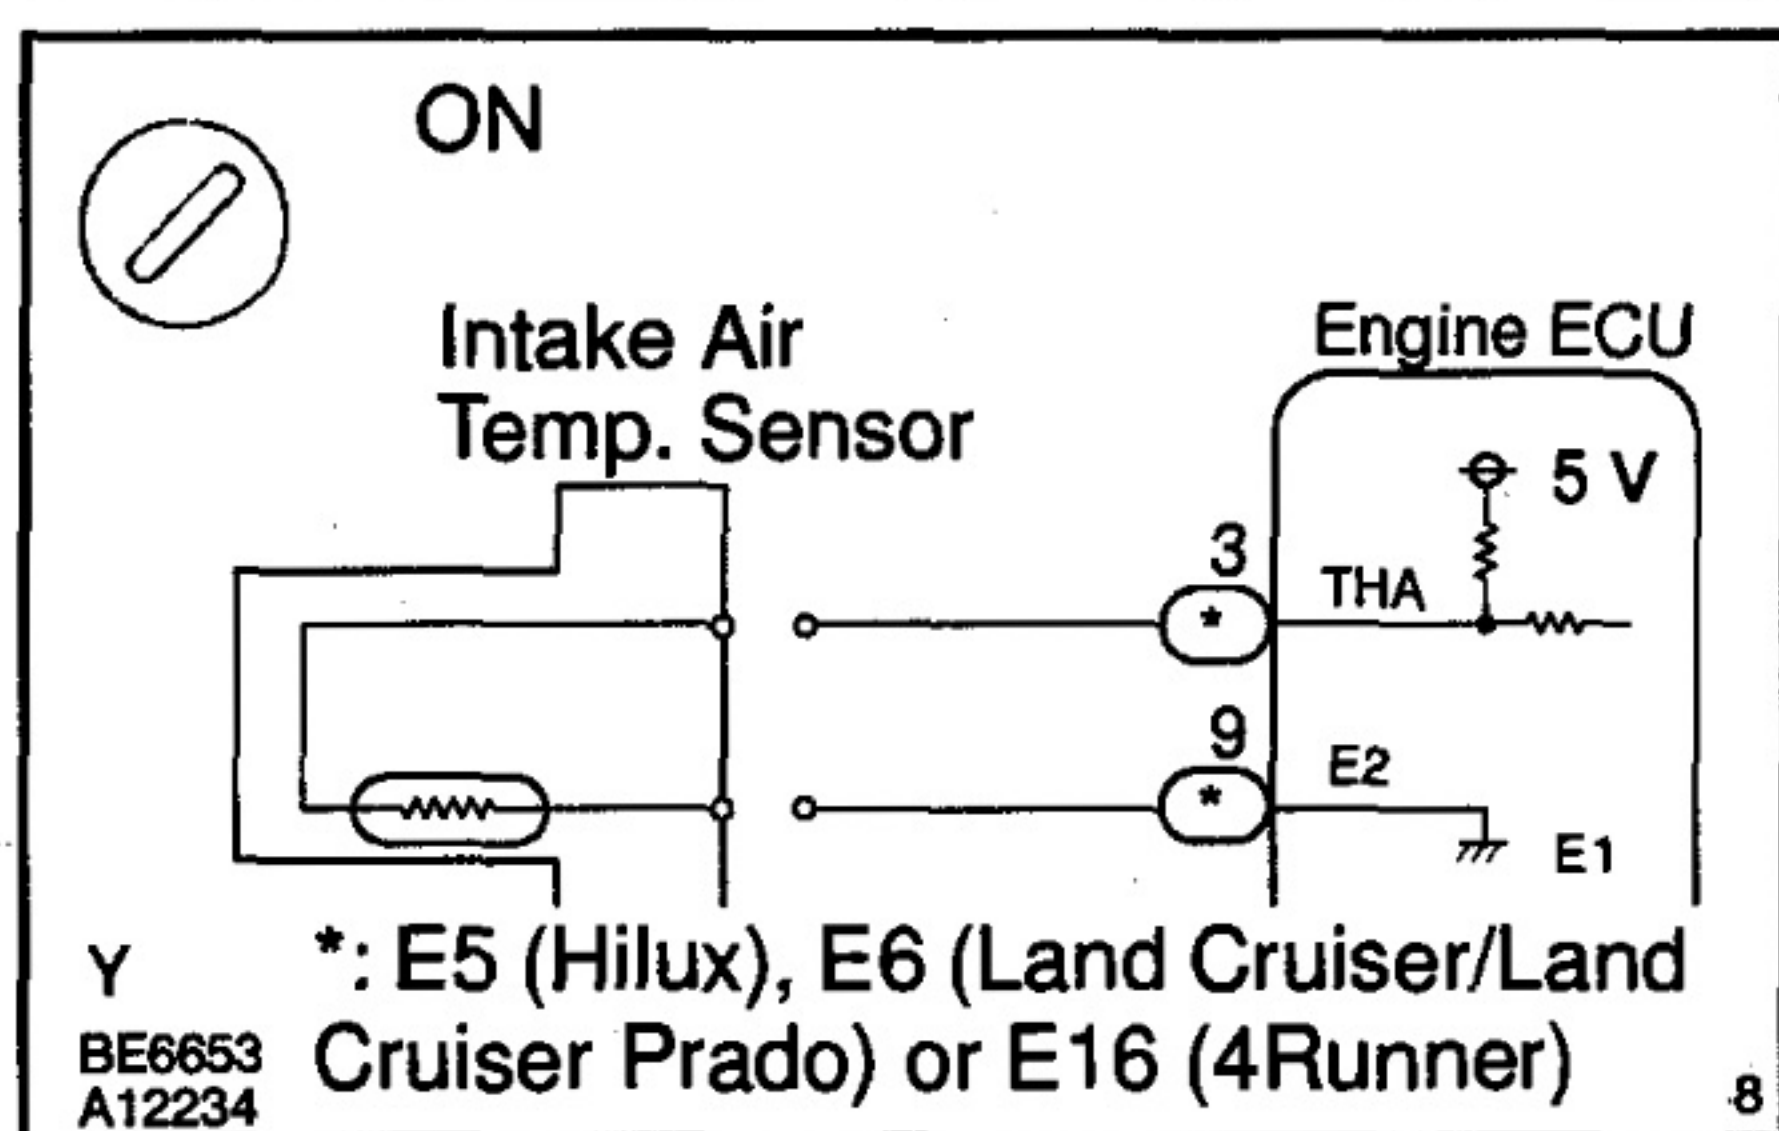 ON
Intake Air
Temp. Sensor
Engine ECU
5 V
3
*
THA
9
*
E2
E1
Y
*: E5 (Hilux), E6 (Land Cruiser/Land
Cruiser Prado) or E16 (4Runner)
BE6653
A12234
8